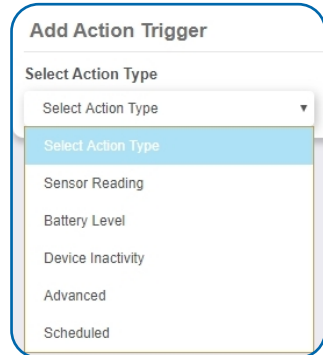 Add Action Trigger
Select Action Type
Select Action Type
Select Action Type
Sensor Reading
Battery Level
Device Inactivity
Advanced
Scheduled